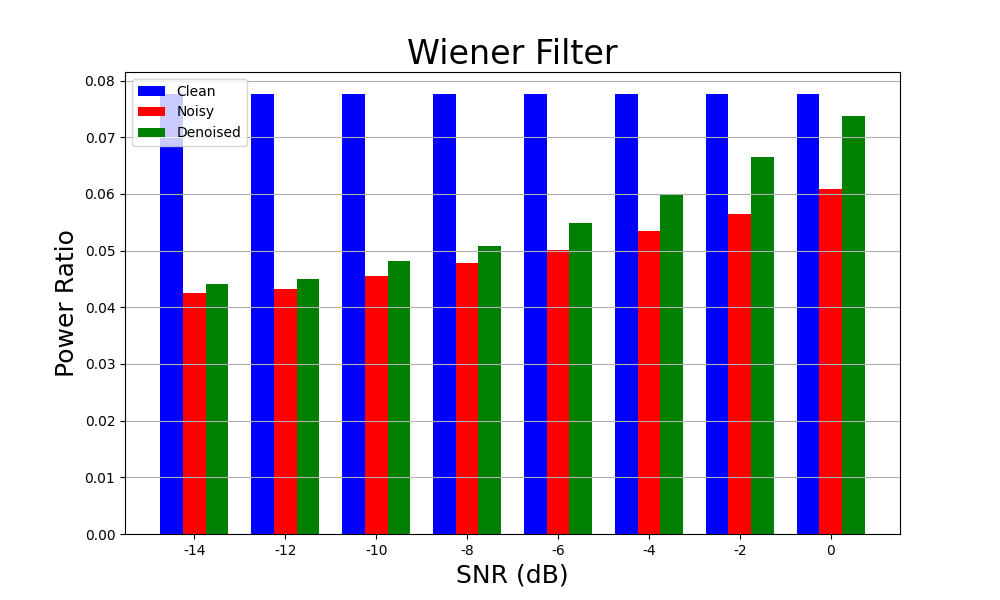 Wiener Filter
Clean
Noisy
Denoised
Power Ratio
0.08
0.07
0.06
0.05
0.04
0.03
0.02
0.01
0.00
-14 -12 -10 -8 -6 -4 -2 0
SNR (dB)